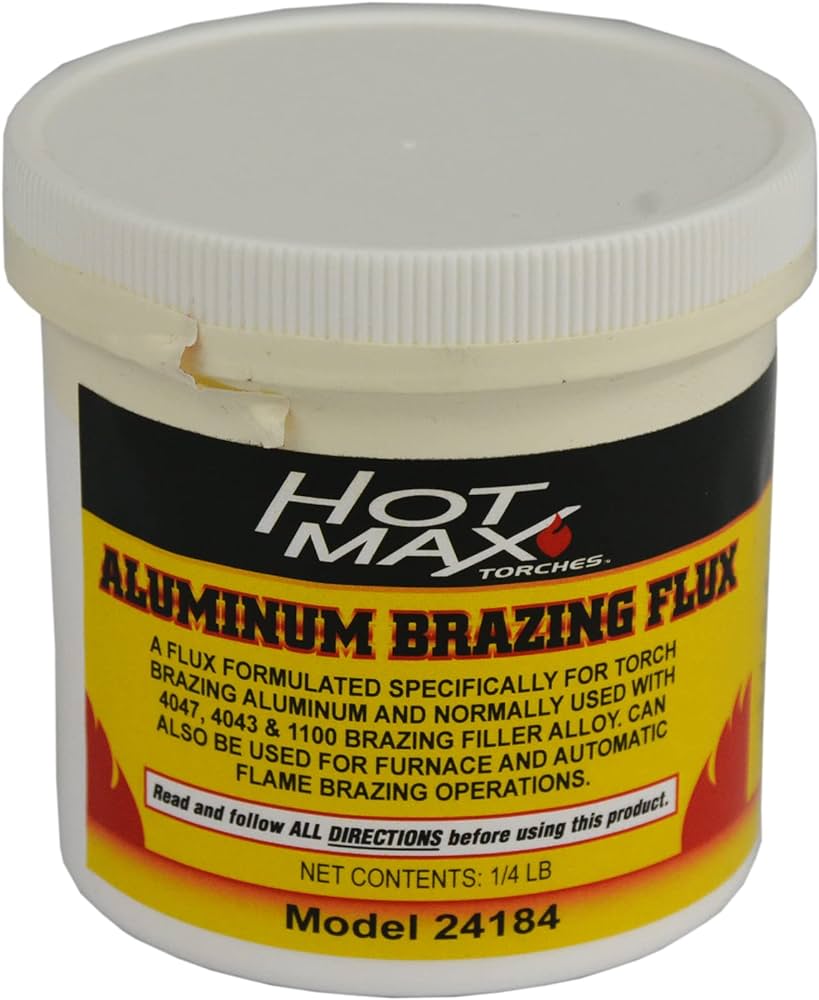 HOT
MAX
TORCHES™
ALUMINUM BRAZING FLUX
A FLUX FORMULATED SPECIFICALLY FOR TORCH
BRAZING ALUMINUM AND NORMALLY USED WITH
4047, 4043 & 1100 BRAZING FILLER ALLOY. CAN
ALSO BE USED FOR FURNACE AND AUTOMATIC
FLAME BRAZING OPERATIONS.
Read and follow ALL DIRECTIONS before using this product.
NET CONTENTS: 1/4 LB
Model 24184